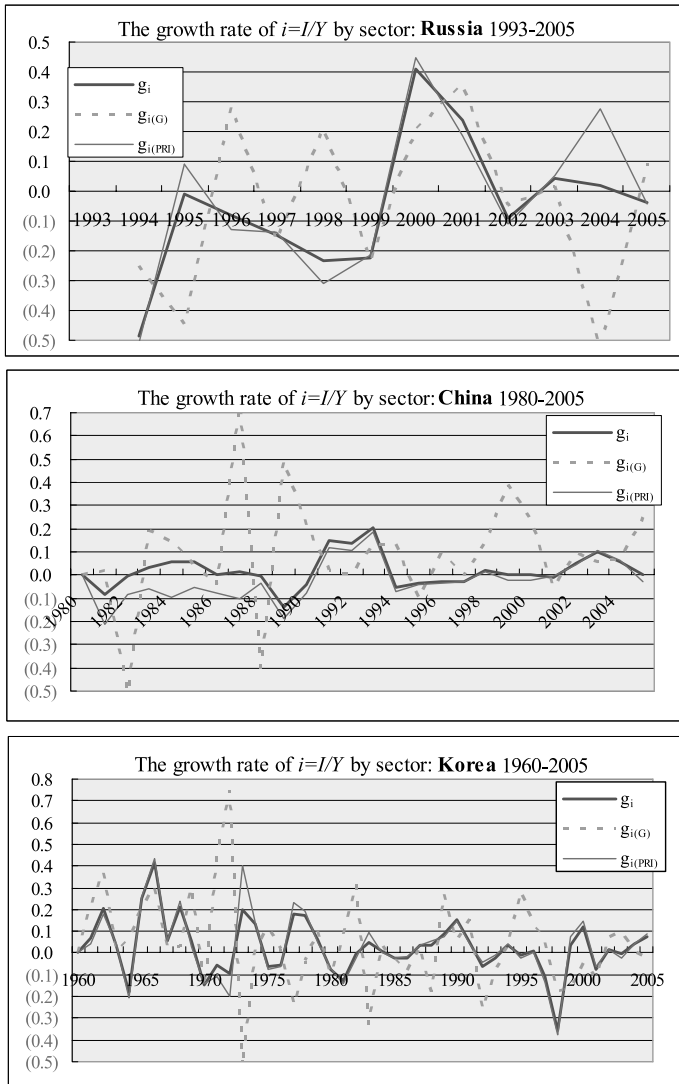 The growth rate of i=I/Y by sector: Russia 1993-2005
0.5
0.4
0.3
0.2
0.1
0.0
(0.1)
(0.2)
(0.3)
(0.4)
(0.5)
gi
gi(G)
gi(PRI)
1993 1994 1995 1996 1997 1998 1999 2000 2001 2002 2003 2004 2005
The growth rate of i=I/Y by sector: China 1980-2005
0.7
0.6
0.5
0.4
0.3
0.2
0.1
0.0
(0.1)
(0.2)
(0.3)
(0.4)
(0.5)
gi
gi(G)
gi(PRI)
1980 1982 1984 1986 1988 1990 1992 1994 1996 1998 2000 2002 2004
The growth rate of i=I/Y by sector: Korea 1960-2005
0.8
0.7
0.6
0.5
0.4
0.3
0.2
0.1
0.0
(0.1)
(0.2)
(0.3)
(0.4)
(0.5)
gi
gi(G)
gi(PRI)
1960 1965 1970 1975 1980 1985 1990 1995 2000 2005